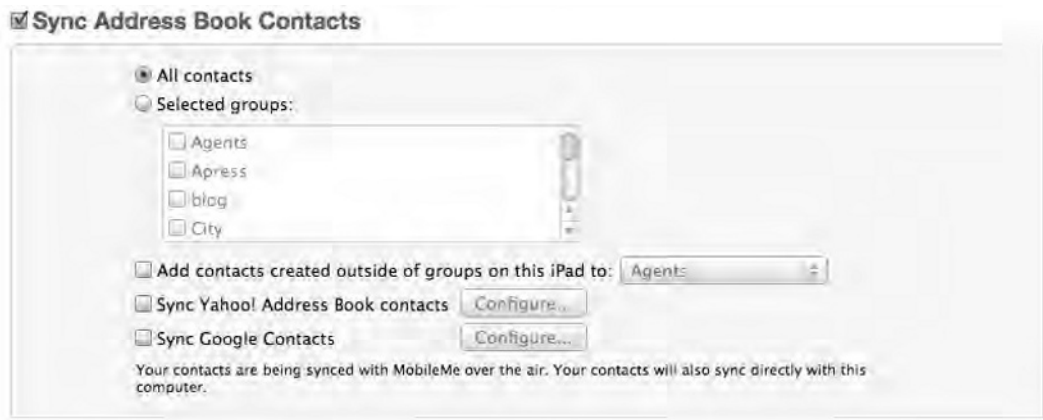 Sync Address Book Contacts
All contacts
Selected groups:
Agents
Apress
blog
City
Add contacts created outside of groups on this iPad to: Agents
Sync Yahoo! Address Book contacts Configure...
Sync Google Contacts Configure...
Your contacts are being synced with MobileMe over the air. Your contacts will also sync directly with this
computer.